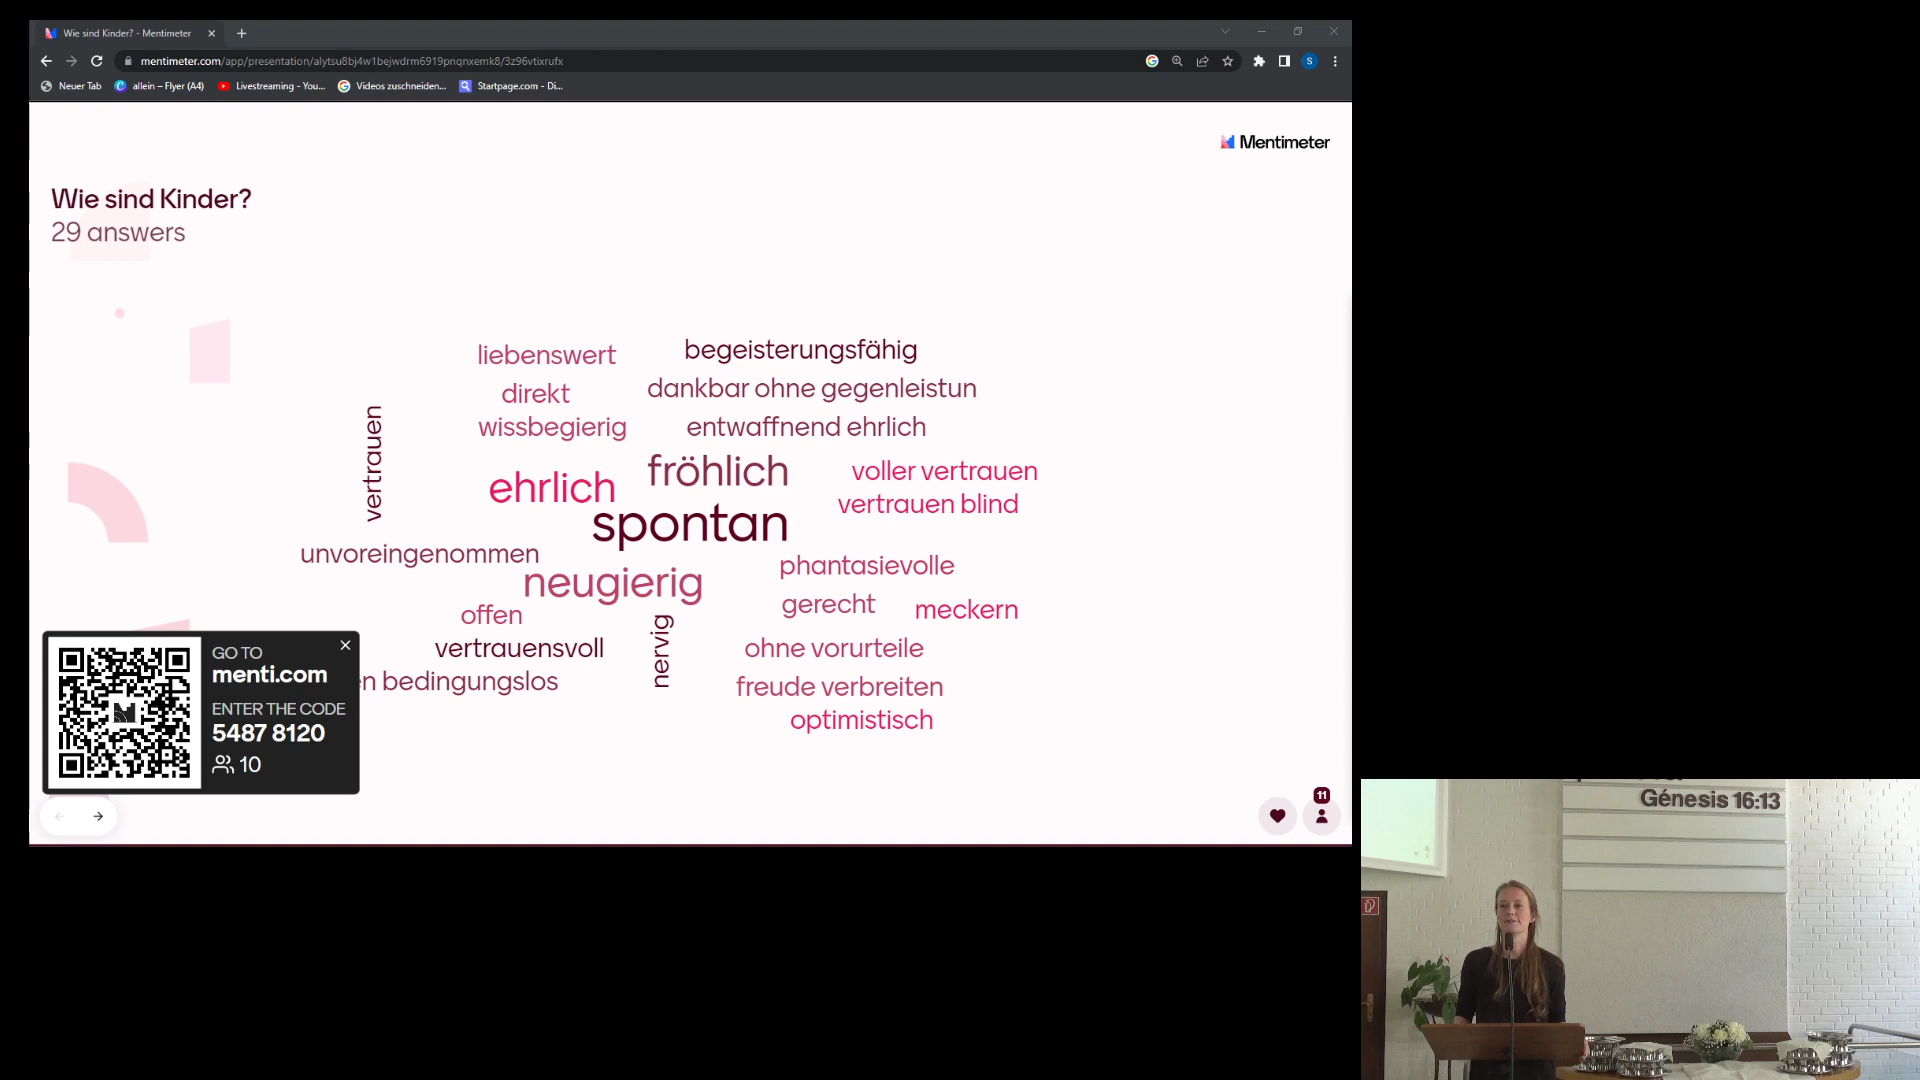 Wie sind Kinder? - Mentimeter
mentimeter.com/app/presentation/alytsu8bj4w1bejwdrm6919pnqnxemk8/3z96vtixrufx
S
Neuer Tab
allein – Flyer (A4)
Livestreaming - You...
Videos zuschneiden...
Startpage.com - Di...
Mentimeter
Wie sind Kinder?
29 answers
liebenswert
begeisterungsfähig
direkt
dankbar ohne gegenleistun
vertrauen
wissbegierig
entwaffnend ehrlich
ehrlich
fröhlich
voller vertrauen
spontan
vertrauen blind
unvoreingenommen
phantasievolle
neugierig
gerecht
meckern
offen
nervig
vertrauensvoll
ohne vorurteile
n bedingungslos
freude verbreiten
optimistisch
GO TO
menti.com
ENTER THE CODE
5487 8120
10
11
Génesis 16:13